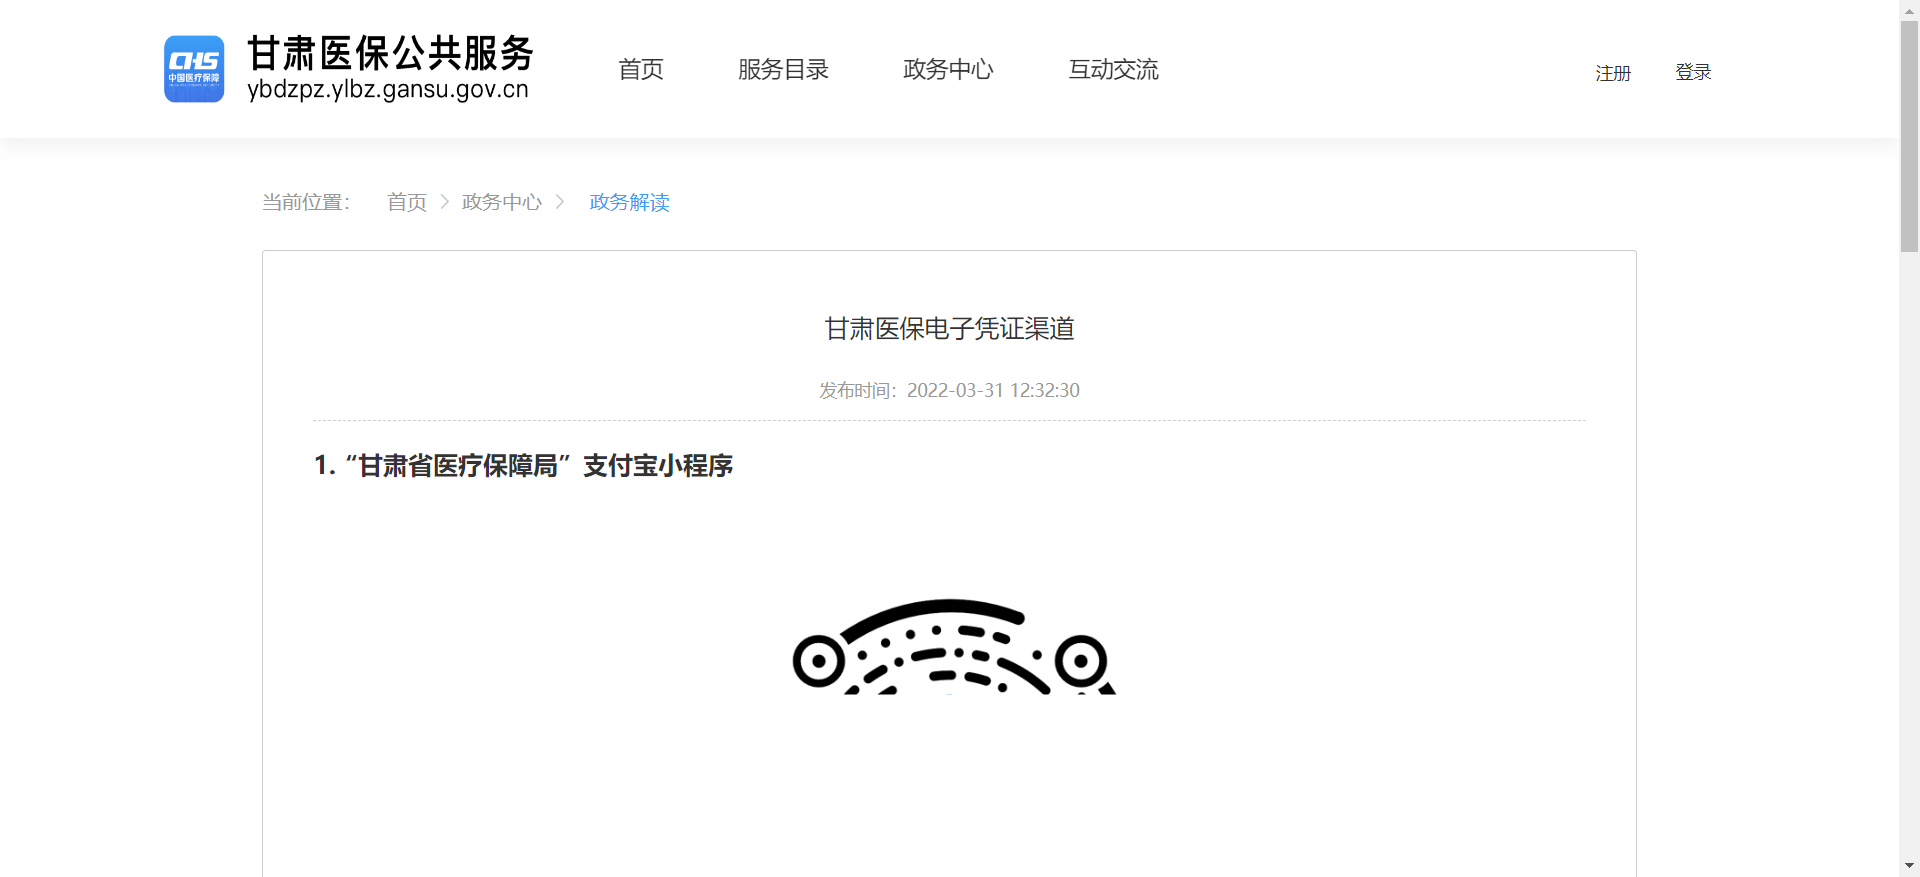 CHS
中国医疗保障
甘肃医保公共服务
ybdzpz.ylbz.gansu.gov.cn
首页
服务目录
政务中心
互动交流
注册
登录
当前位置：
首页
政务中心
政务解读
甘肃医保电子凭证渠道
发布时间：2022-03-31 12:32:30
1. “甘肃省医疗保障局”支付宝小程序